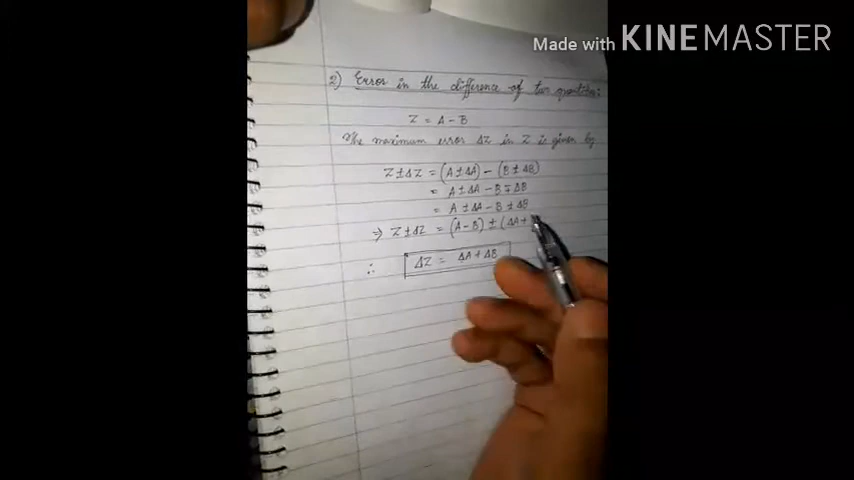 Made with KINEMASTER
2) Error in the difference of two quantities:
Z = A - B
The maximum error ΔZ in Z is given by
Z ± ΔZ = (A ± ΔA) - (B ± ΔB)
= A ± ΔA - B ∓ ΔB
= A ± ΔA - B ± ΔB
⇒ Z ± ΔZ = (A - B) ± (ΔA +
∴ ΔZ = ΔA + ΔB